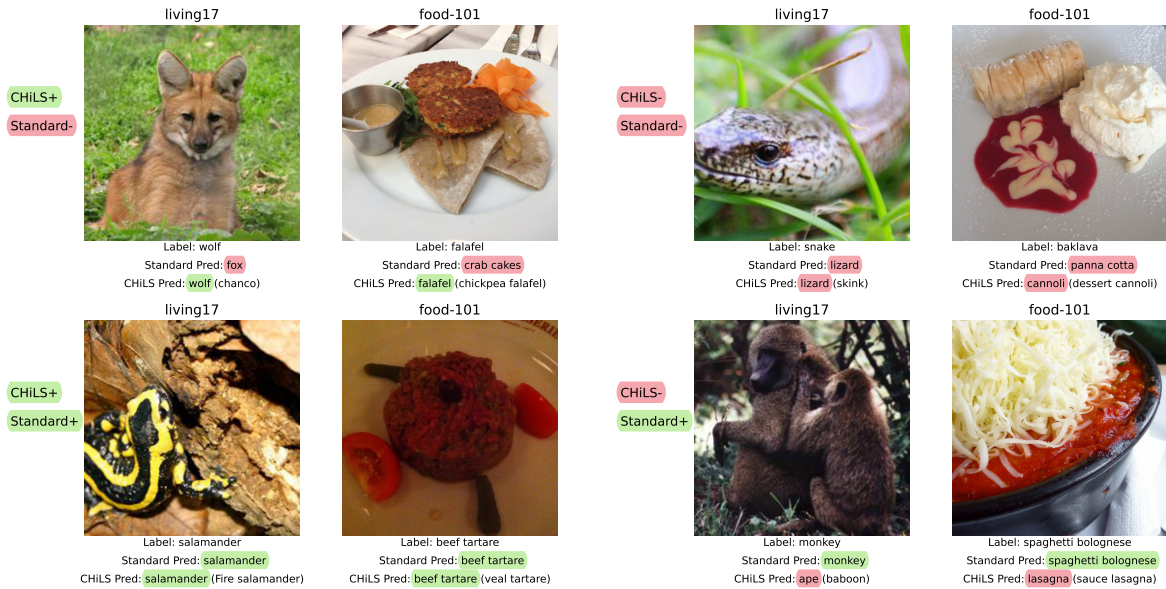 living17
food-101
CHiLS+
Standard-
Label: wolf
Standard Pred: fox
CHiLS Pred: wolf (chanco)
Label: falafel
Standard Pred: crab cakes
CHiLS Pred: falafel (chickpea falafel)
living17
food-101
CHiLS-
Standard-
Label: snake
Standard Pred: lizard
CHiLS Pred: lizard (skink)
Label: baklava
Standard Pred: panna cotta
CHiLS Pred: cannoli (dessert cannoli)
living17
food-101
CHiLS+
Standard+
Label: salamander
Standard Pred: salamander
CHiLS Pred: salamander (Fire salamander)
Label: beef tartare
Standard Pred: beef tartare
CHiLS Pred: beef tartare (veal tartare)
living17
food-101
CHiLS-
Standard+
Label: monkey
Standard Pred: monkey
CHiLS Pred: ape (baboon)
Label: spaghetti bolognese
Standard Pred: spaghetti bolognese
CHiLS Pred: lasagna (sauce lasagna)